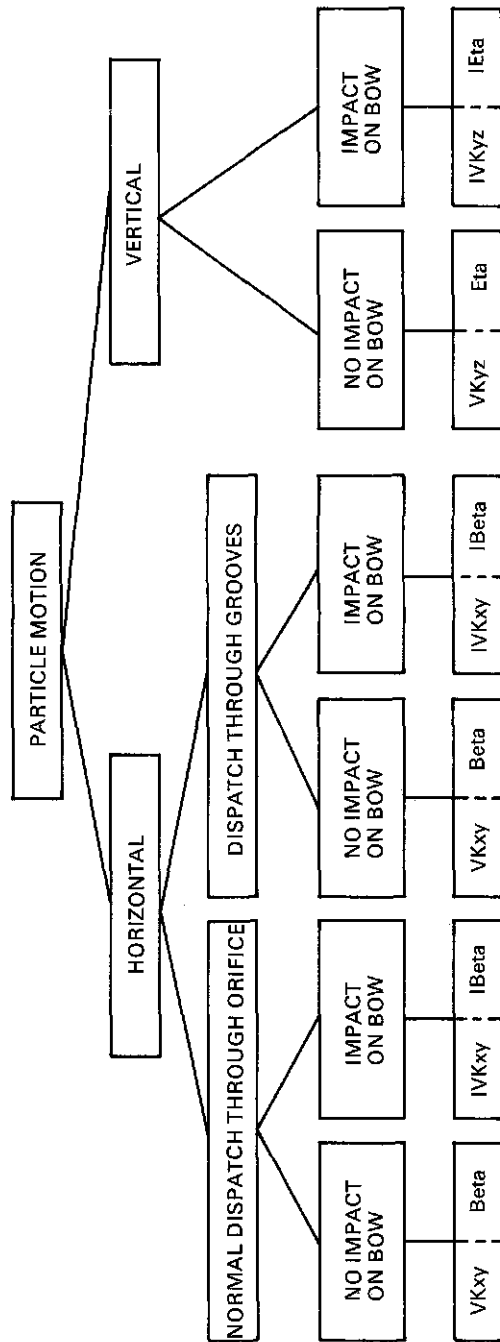 PARTICLE MOTION
HORIZONTAL
VERTICAL
NORMAL DISPATCH THROUGH ORIFICE
DISPATCH THROUGH GROOVES
NO IMPACT
ON BOW
IMPACT
ON BOW
NO IMPACT
ON BOW
IMPACT
ON BOW
NO IMPACT
ON BOW
IMPACT
ON BOW
VKxy Beta
IVKxy IBeta
VKxy Beta
IVKxy IBeta
VKyz Eta
IVKyz IEta